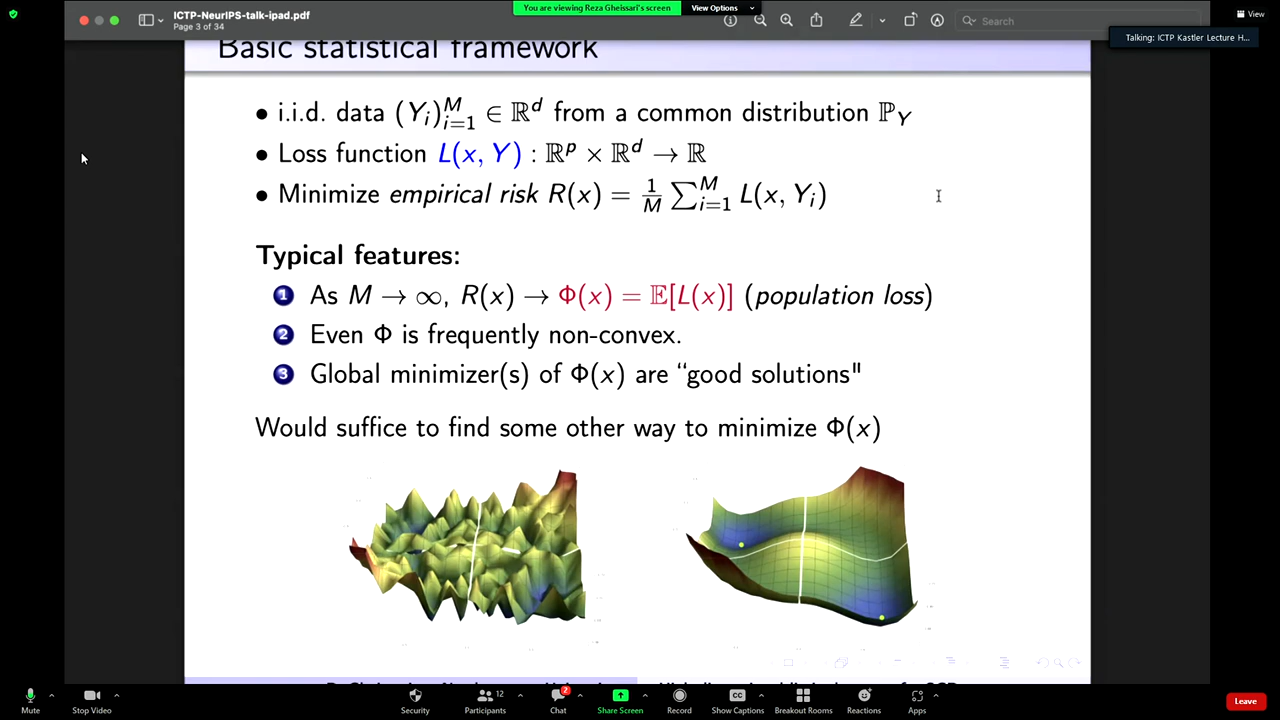 ICTP-NeurIPS-talk-ipad.pdf
Page 3 of 34
You are viewing Reza Gheissari's screen
View Options
Search
View
Talking: ICTP Kastler Lecture H...
Basic statistical framework
• i.i.d. data (Y_i)_{i=1}^M ∈ ℝ^d from a common distribution ℙ_Y
• Loss function L(x, Y) : ℝ^p × ℝ^d → ℝ
• Minimize empirical risk R(x) = 1/M ∑_{i=1}^M L(x, Y_i)
Typical features:
1 As M → ∞, R(x) → Φ(x) = 𝔼[L(x)] (population loss)
2 Even Φ is frequently non-convex.
3 Global minimizer(s) of Φ(x) are “good solutions"
Would suffice to find some other way to minimize Φ(x)
12
2
Mute
Stop Video
Security
Participants
Chat
Share Screen
Record
Show Captions
Breakout Rooms
Reactions
Apps
Leave